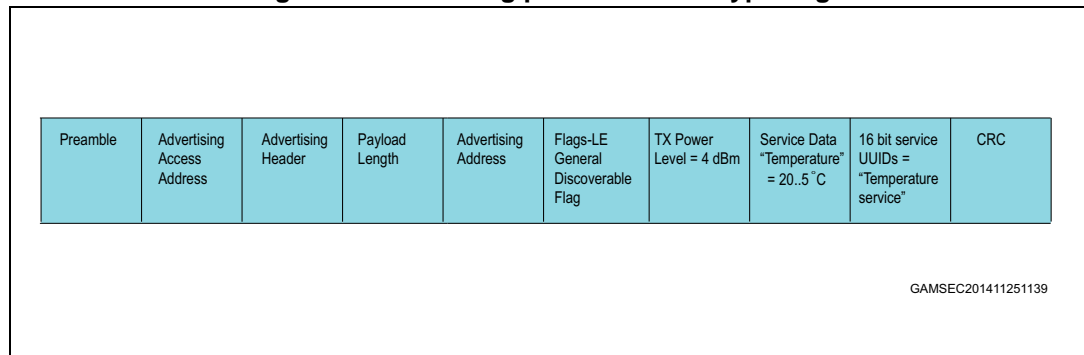 Preamble
Advertising
Access
Address
Advertising
Header
Payload
Length
Advertising
Address
Flags-LE
General
Discoverable
Flag
TX Power
Level = 4 dBm
Service Data
“Temperature”
= 20..5 °C
16 bit service
UUIDs =
“Temperature
service”
CRC
GAMSEC201411251139